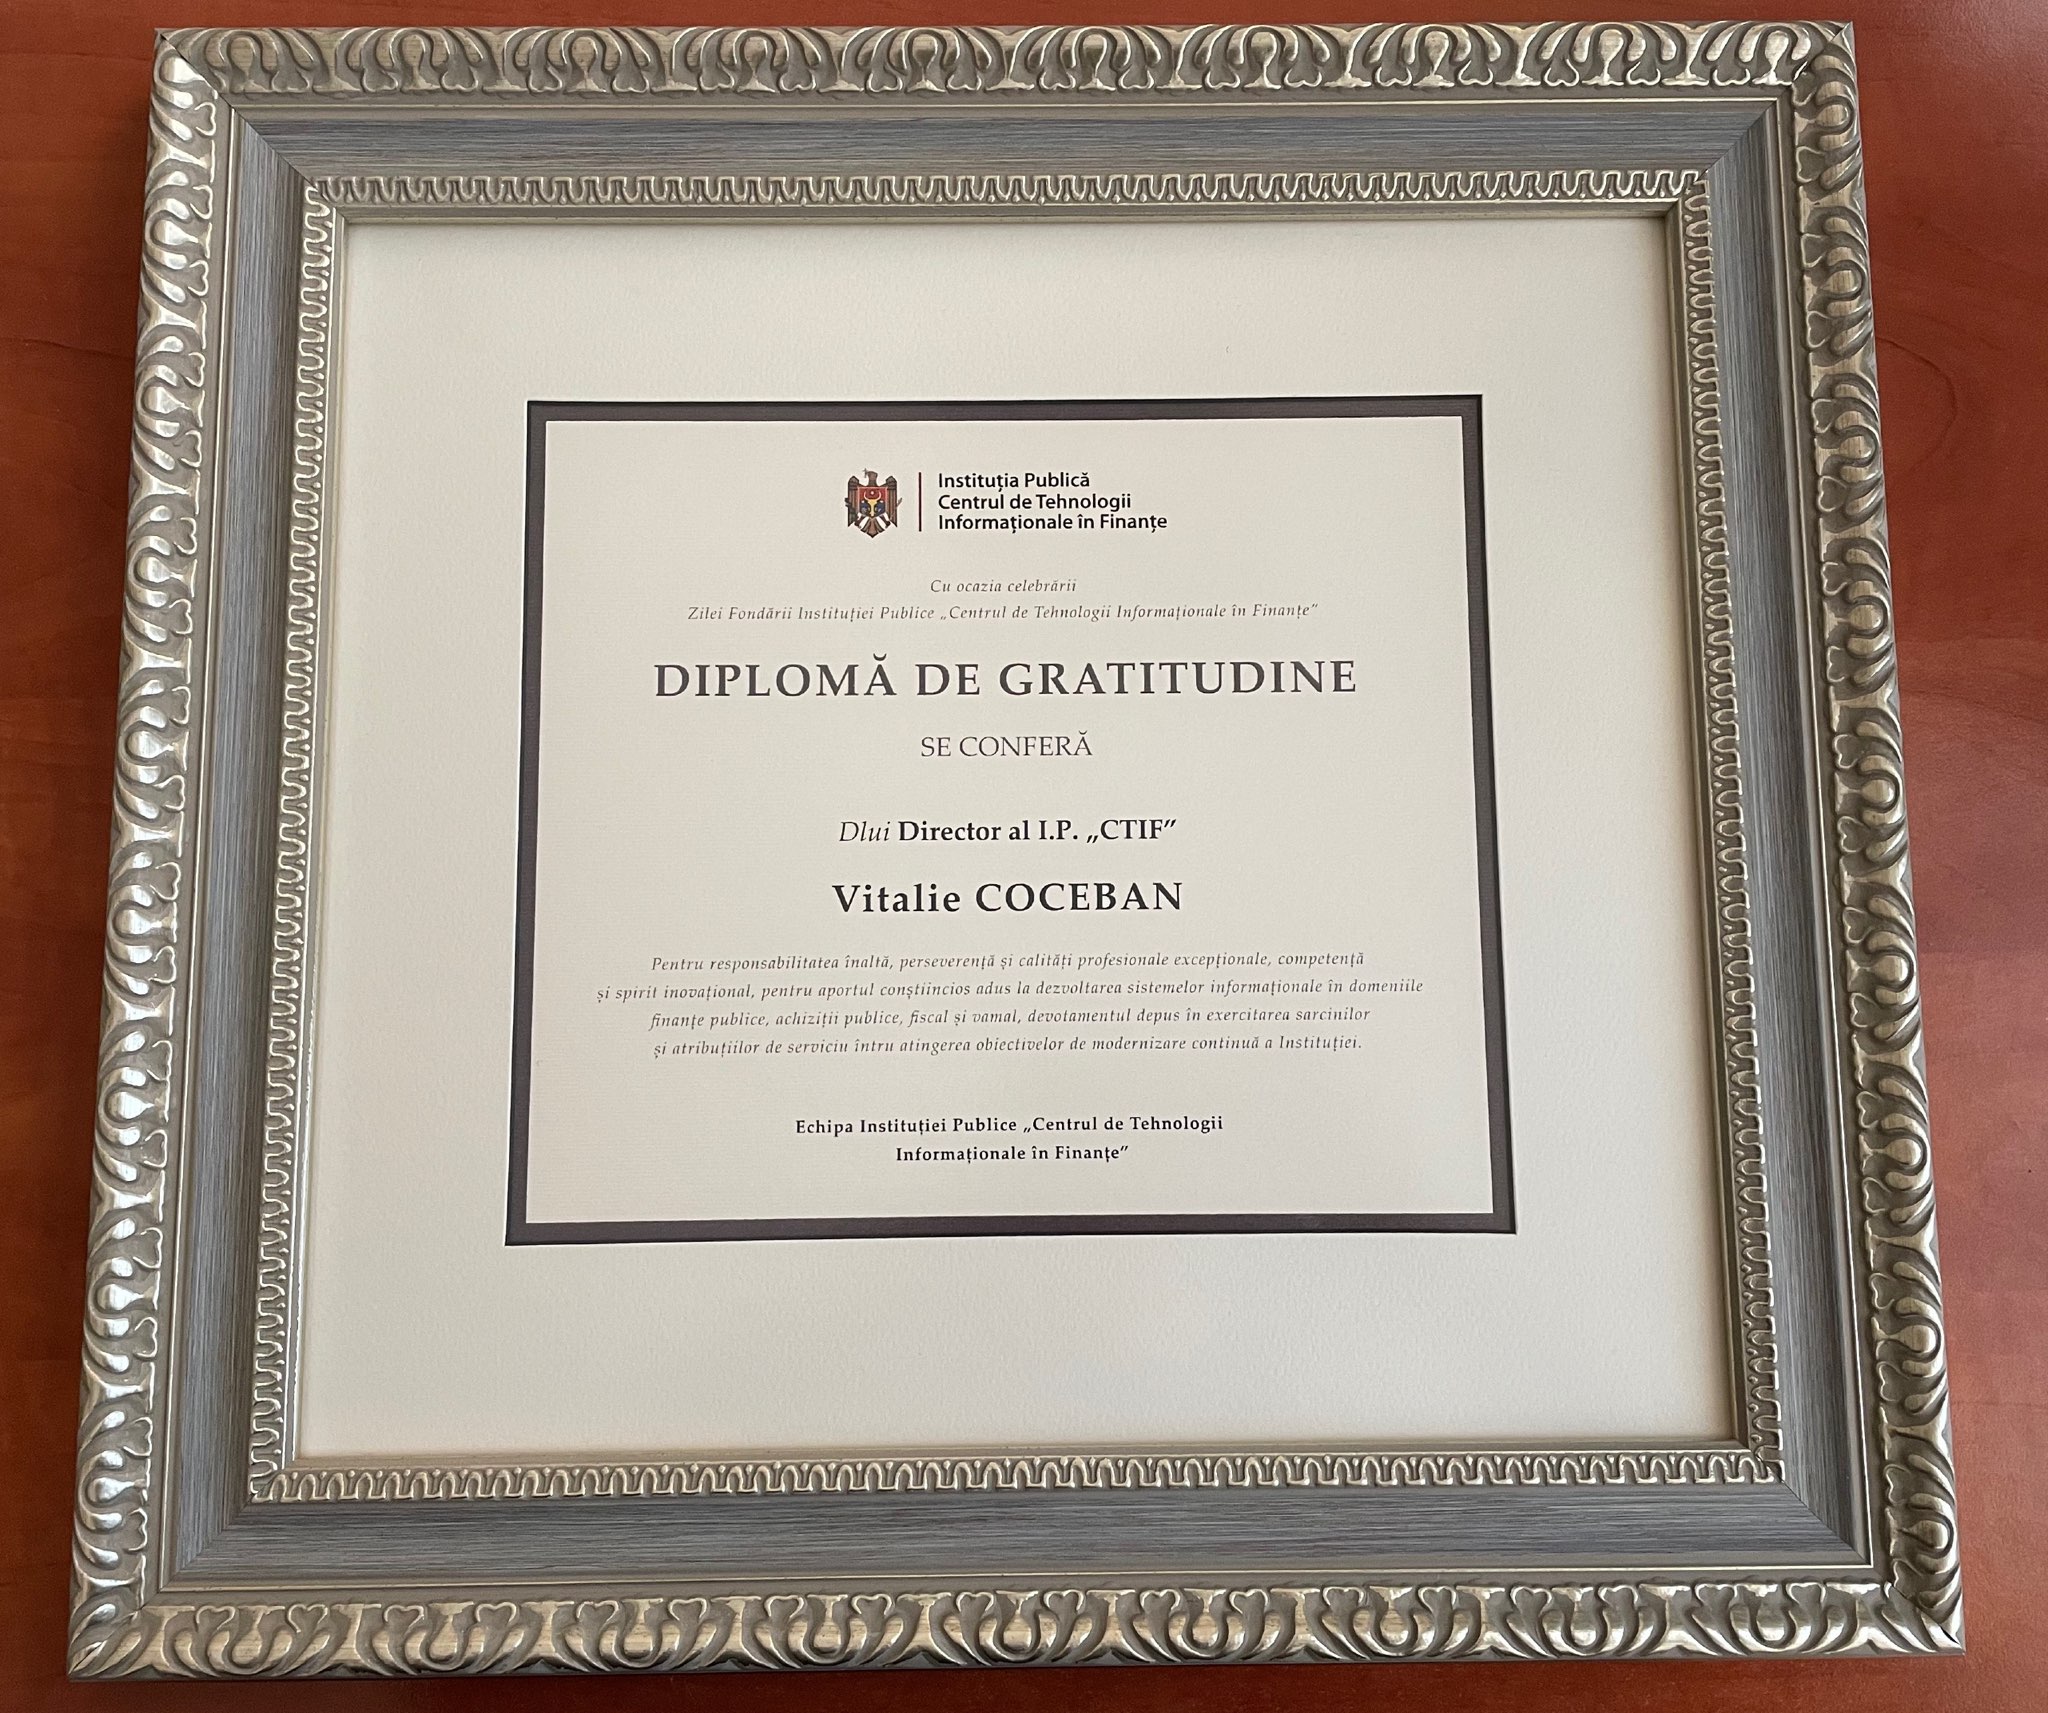 Instituția Publică
Centrul de Tehnologii
Informaționale în Finanțe
Cu ocazia celebrării
Zilei Fondării Instituției Publice „Centrul de Tehnologii Informaționale în Finanțe”
DIPLOMĂ DE GRATITUDINE
SE CONFERĂ
Dlui Director al I.P. „CTIF”
Vitalie COCEBAN
Pentru responsabilitatea înaltă, perseverență și calități profesionale excepționale, competență
și spirit inovațional, pentru aportul conștiincios adus la dezvoltarea sistemelor informaționale în domeniile
finanțe publice, achiziții publice, fiscal și vamal, devotamentul depus în exercitarea sarcinilor
și atribuțiilor de serviciu întru atingerea obiectivelor de modernizare continuă a Instituției.
Echipa Instituției Publice „Centrul de Tehnologii
Informaționale în Finanțe”